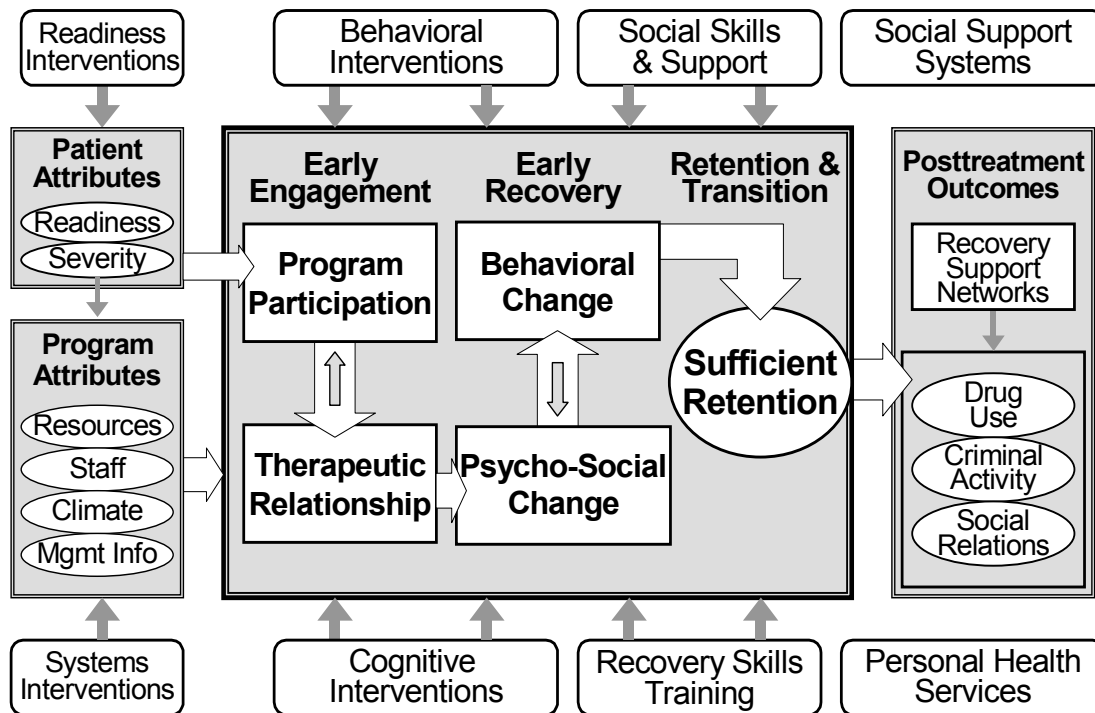 Readiness
Interventions
Behavioral
Interventions
Social Skills
& Support
Social Support
Systems
Patient
Attributes
Readiness
Severity
Program
Attributes
Resources
Staff
Climate
Mgmt Info
Early
Engagement
Program
Participation
Therapeutic
Relationship
Early
Recovery
Behavioral
Change
Psycho-Social
Change
Retention &
Transition
Sufficient
Retention
Posttreatment
Outcomes
Recovery
Support
Networks
Drug
Use
Criminal
Activity
Social
Relations
Systems
Interventions
Cognitive
Interventions
Recovery Skills
Training
Personal Health
Services